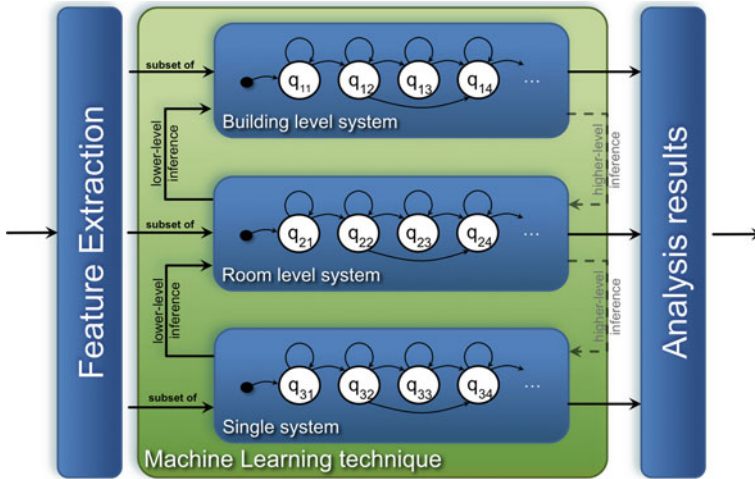 Feature Extraction
subset of
q11 q12 q13 q14 ...
Building level system
lower-level
inference
higher-level
inference
subset of
q21 q22 q23 q24 ...
Room level system
lower-level
inference
higher-level
inference
subset of
q31 q32 q33 q34 ...
Single system
Machine Learning technique
Analysis results